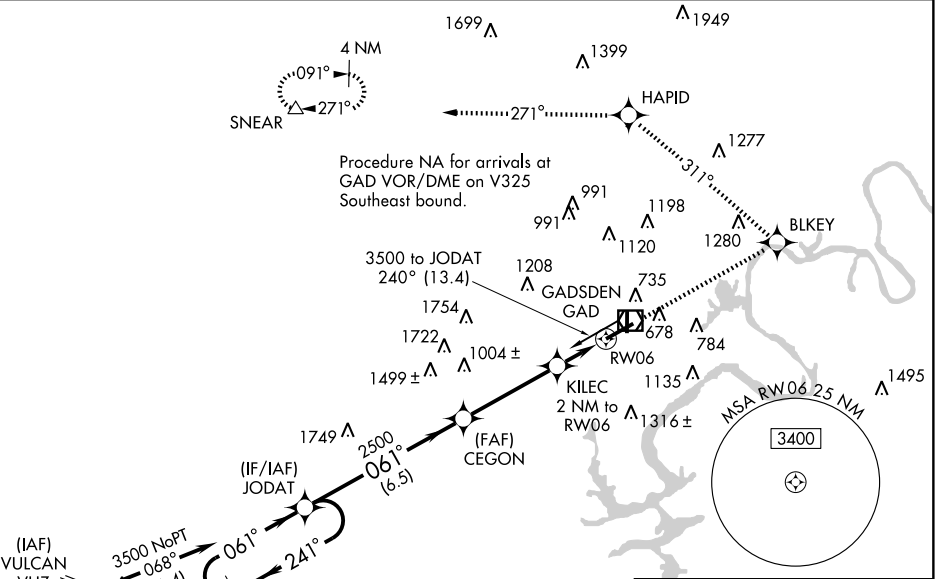 1699
1949
4 NM
1399
091°
271°
SNEAR
271°
HAPID
1277
311°
Procedure NA for arrivals at
GAD VOR/DME on V325
Southeast bound.
991
991
1198
1120
1280
BLKEY
3500 to JODAT
240° (13.4)
1208
GADSDEN
GAD
735
678
784
1754
1722
1004 ±
1499 ±
RW06
KILEC
2 NM to
RW06
1135
1316 ±
1495
MSA RW06 25 NM
3400
1749
(FAF)
CEGON
2500
061°
(6.5)
(IF/IAF)
JODAT
061°
241°
3500 NoPT
068°
(IAF)
VULCAN